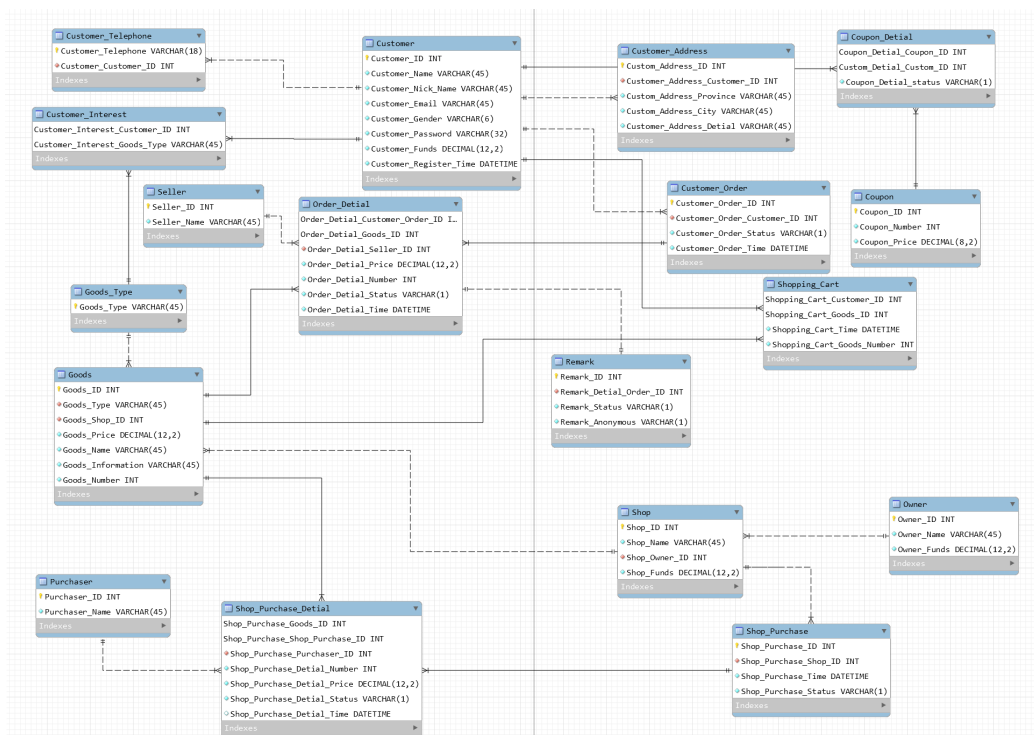 Customer_Telephone
Customer_Telephone VARCHAR(18)
Customer_Customer_ID INT
Indexes
Customer
Customer_ID INT
Customer_Name VARCHAR(45)
Customer_Nick_Name VARCHAR(45)
Customer_Email VARCHAR(45)
Customer_Gender VARCHAR(6)
Customer_Password VARCHAR(32)
Customer_Funds DECIMAL(12,2)
Customer_Register_Time DATETIME
Indexes
Customer_Address
Custom_Address_ID INT
Customer_Address_Customer_ID INT
Custom_Address_Province VARCHAR(45)
Custom_Address_City VARCHAR(45)
Customer_Address_Detial VARCHAR(45)
Indexes
Coupon_Detial
Coupon_Detial_Coupon_ID INT
Custom_Detial_Custom_ID INT
Coupon_Detial_status VARCHAR(1)
Indexes
Customer_Interest
Customer_Interest_Customer_ID INT
Customer_Interest_Goods_Type VARCHAR(45)
Indexes
Seller
Seller_ID INT
Seller_Name VARCHAR(45)
Indexes
Order_Detial
Order_Detial_Customer_Order_ID I...
Order_Detial_Goods_ID INT
Order_Detial_Seller_ID INT
Order_Detial_Price DECIMAL(12,2)
Order_Detial_Number INT
Order_Detial_Status VARCHAR(1)
Order_Detial_Time DATETIME
Indexes
Customer_Order
Customer_Order_ID INT
Customer_Order_Customer_ID INT
Customer_Order_Status VARCHAR(1)
Customer_Order_Time DATETIME
Indexes
Coupon
Coupon_ID INT
Coupon_Number INT
Coupon_Price DECIMAL(8,2)
Indexes
Goods_Type
Goods_Type VARCHAR(45)
Indexes
Shopping_Cart
Shopping_Cart_Customer_ID INT
Shopping_Cart_Goods_ID INT
Shopping_Cart_Time DATETIME
Shopping_Cart_Goods_Number INT
Indexes
Goods
Goods_ID INT
Goods_Type VARCHAR(45)
Goods_Shop_ID INT
Goods_Price DECIMAL(12,2)
Goods_Name VARCHAR(45)
Goods_Information VARCHAR(45)
Goods_Number INT
Indexes
Remark
Remark_ID INT
Remark_Detial_Order_ID INT
Remark_Status VARCHAR(1)
Remark_Anonymous VARCHAR(1)
Indexes
Shop
Shop_ID INT
Shop_Name VARCHAR(45)
Shop_Owner_ID INT
Shop_Funds DECIMAL(12,2)
Indexes
Owner
Owner_ID INT
Owner_Name VARCHAR(45)
Owner_Funds DECIMAL(12,2)
Indexes
Purchaser
Purchaser_ID INT
Purchaser_Name VARCHAR(45)
Indexes
Shop_Purchase_Detial
Shop_Purchase_Goods_ID INT
Shop_Purchase_Shop_Purchase_ID INT
Shop_Purchase_Purchaser_ID INT
Shop_Purchase_Detial_Number INT
Shop_Purchase_Detial_Price DECIMAL(12,2)
Shop_Purchase_Detial_Status VARCHAR(1)
Shop_Purchase_Detial_Time DATETIME
Indexes
Shop_Purchase
Shop_Purchase_ID INT
Shop_Purchase_Shop_ID INT
Shop_Purchase_Time DATETIME
Shop_Purchase_Status VARCHAR(1)
Indexes